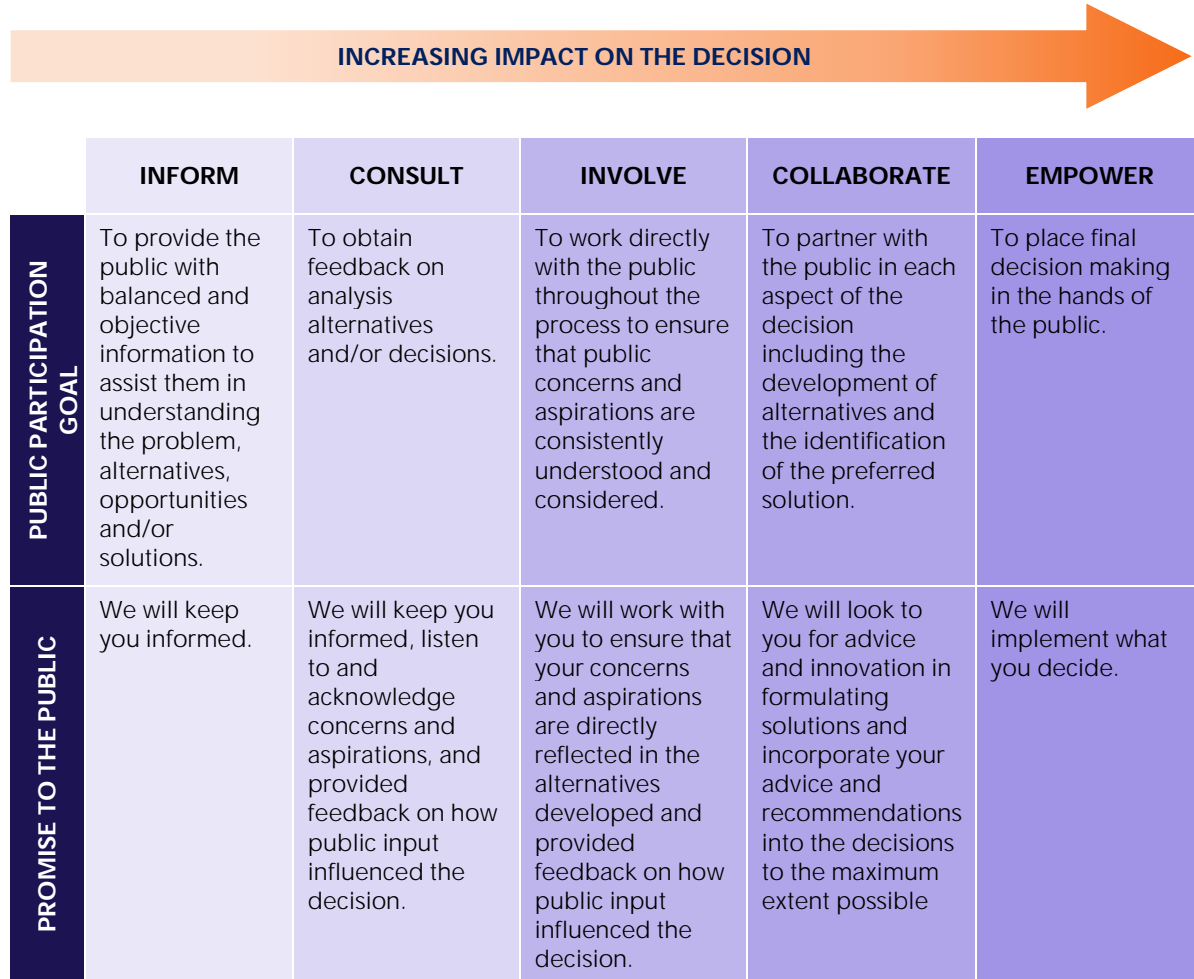 INCREASING IMPACT ON THE DECISION
INFORM
CONSULT
INVOLVE
COLLABORATE
EMPOWER
PUBLIC PARTICIPATION
GOAL
To provide the
public with
balanced and
objective
information to
assist them in
understanding
the problem,
alternatives,
opportunities
and/or
solutions.
To obtain
feedback on
analysis
alternatives
and/or decisions.
To work directly
with the public
throughout the
process to ensure
that public
concerns and
aspirations are
consistently
understood and
considered.
To partner with
the public in each
aspect of the
decision
including the
development of
alternatives and
the identification
of the preferred
solution.
To place final
decision making
in the hands of
the public.
PROMISE TO THE PUBLIC
We will keep
you informed.
We will keep you
informed, listen
to and
acknowledge
concerns and
aspirations, and
provided
feedback on how
public input
influenced the
decision.
We will work with
you to ensure that
your concerns
and aspirations
are directly
reflected in the
alternatives
developed and
provided
feedback on how
public input
influenced the
decision.
We will look to
you for advice
and innovation in
formulating
solutions and
incorporate your
advice and
recommendations
into the decisions
to the maximum
extent possible
We will
implement what
you decide.